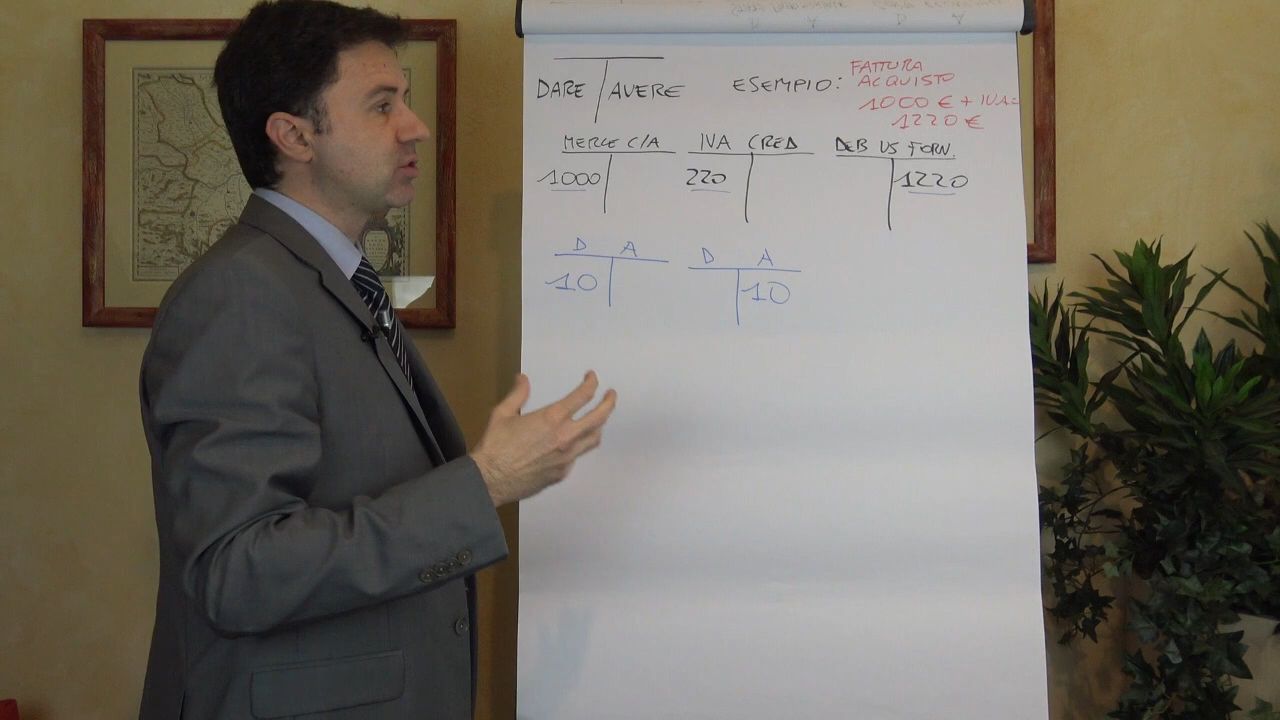 DARE AVERE
ESEMPIO: FATTURA
ACQUISTO
1000 € + IVA =
1220 €
MERCE C/A IVA CRED DEB VS FORN.
1000 220 1220
D A D A
10 10